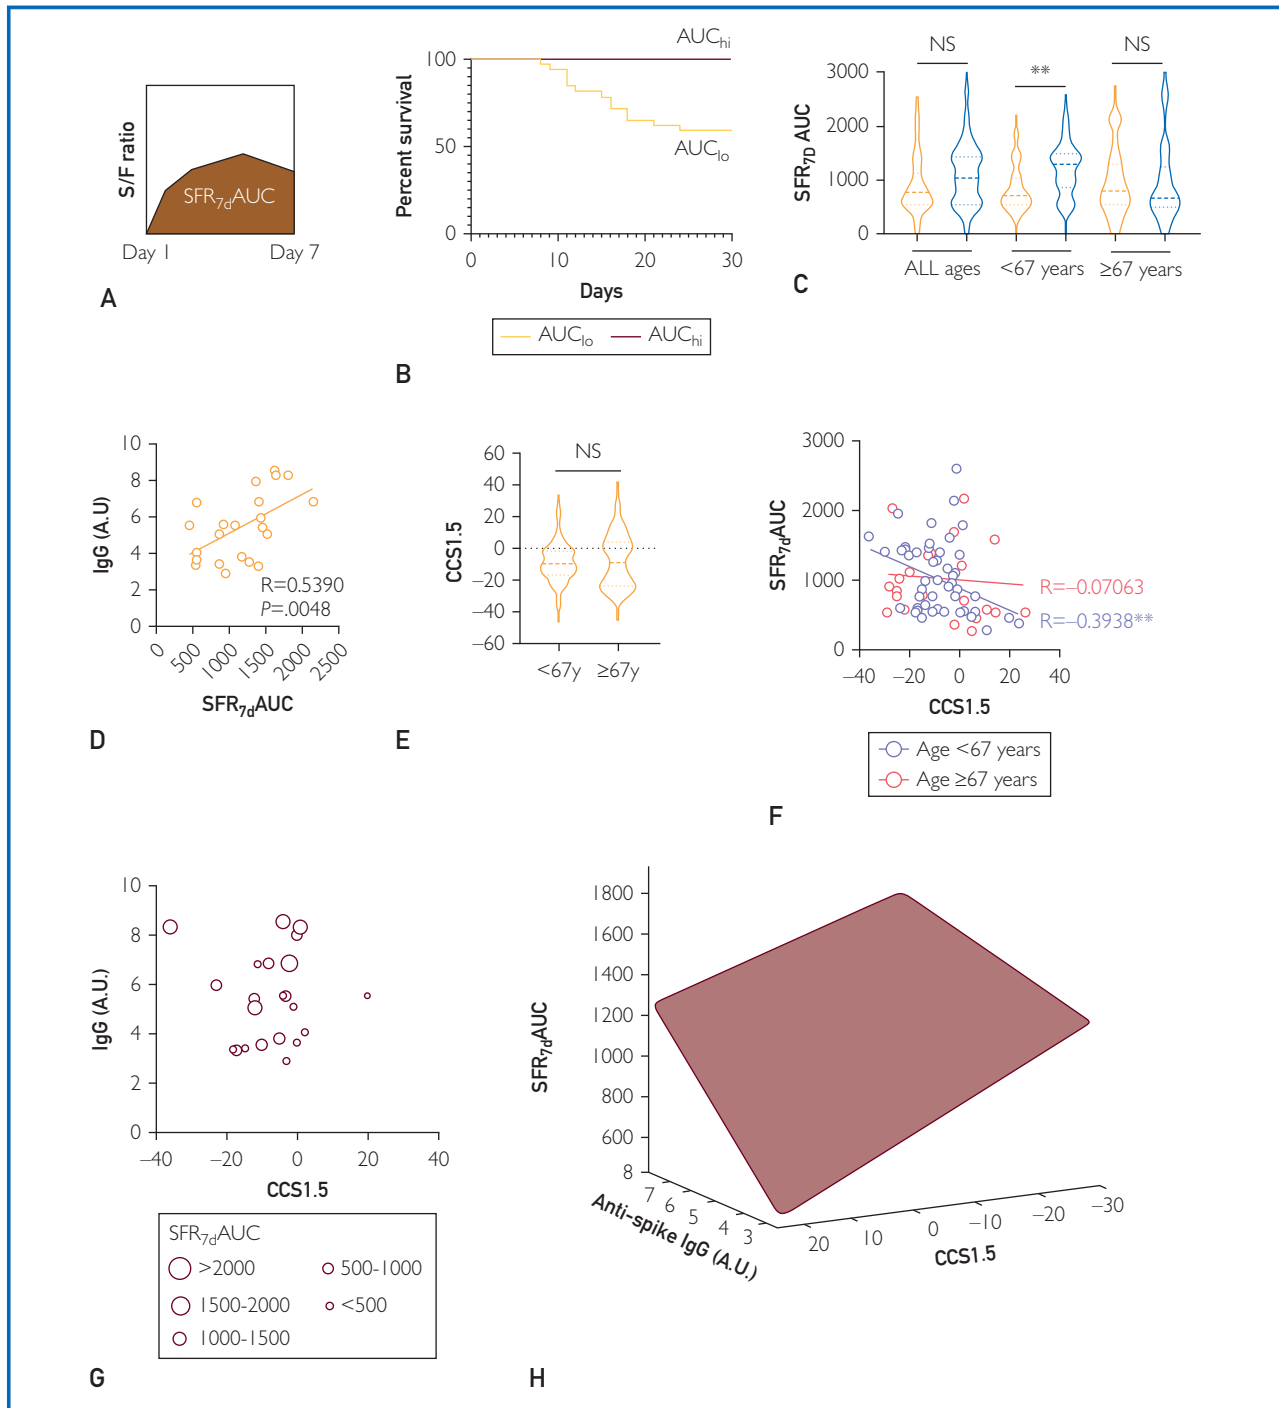 S/F ratio
SFR7dAUC
Day 1 Day 7
A
Percent survival
100
50
0
0 10 20 30
Days
AUChi
AUClo
AUClo AUChi
B
SFR7D AUC
3000
2000
1000
0
NS ** NS
ALL ages <67 years ≥67 years
C
IgG (A.U)
10
8
6
4
2
0
R=0.5390
P=.0048
0 500 1000 1500 2000 2500
SFR7dAUC
D
CCS1.5
60
40
20
0
−20
−40
−60
NS
<67y ≥67y
E
SFR7dAUC
3000
2000
1000
0
R=−0.07063
R=−0.3938**
−40 −20 0 20 40
CCS1.5
Age <67 years
Age ≥67 years
F
IgG (A.U.)
10
8
6
4
2
0
−40 −20 0 20 40
CCS1.5
SFR7dAUC
>2000 500-1000
1500-2000 <500
1000-1500
G
SFR7dAUC
1800
1600
1400
1200
1000
800
600
8 7 6 5 4 3
Anti-spike IgG (A.U.)
20 10 0 −10 −20 −30
CCS1.5
H